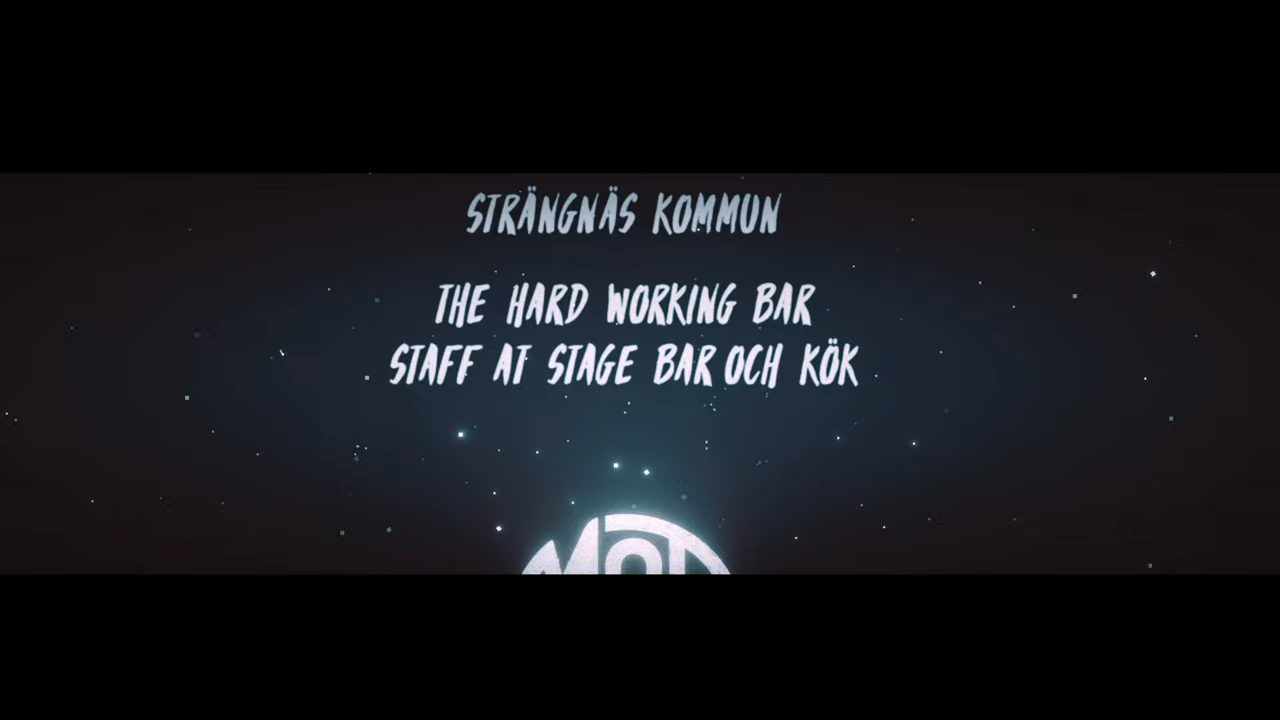 STRÄNGNÄS KOMMUN
THE HARD WORKING BAR
STAFF AT STAGE BAR OCH KÖK